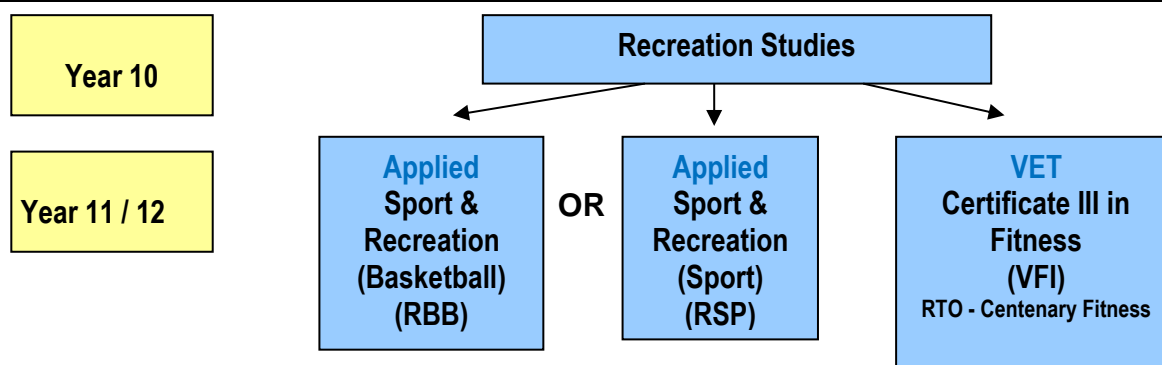 Year 10
Recreation Studies
Year 11 / 12
Applied
Sport &
Recreation
(Basketball)
(RBB)
OR
Applied
Sport &
Recreation
(Sport)
(RSP)
VET
Certificate III in
Fitness
(VFI)
RTO - Centenary Fitness